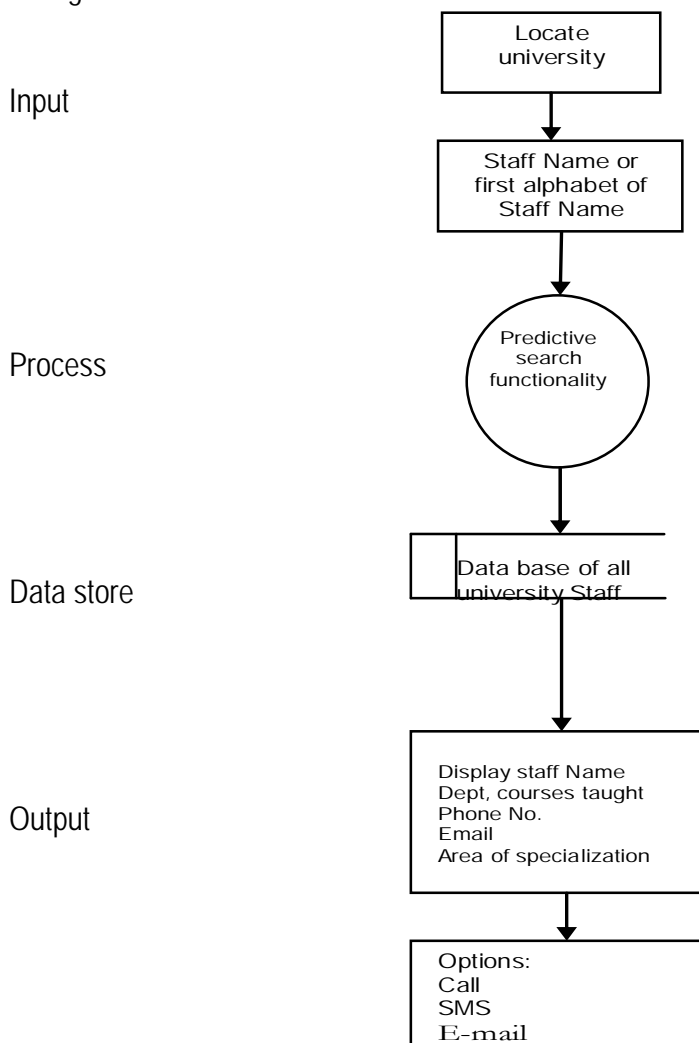 Locate
university
Input
Staff Name or
first alphabet of
Staff Name
Predictive
search
functionality
Process
Data base of all
university Staff
Data store
Display staff Name
Dept, courses taught
Phone No.
Email
Area of specialization
Output
Options:
Call
SMS
E-mail